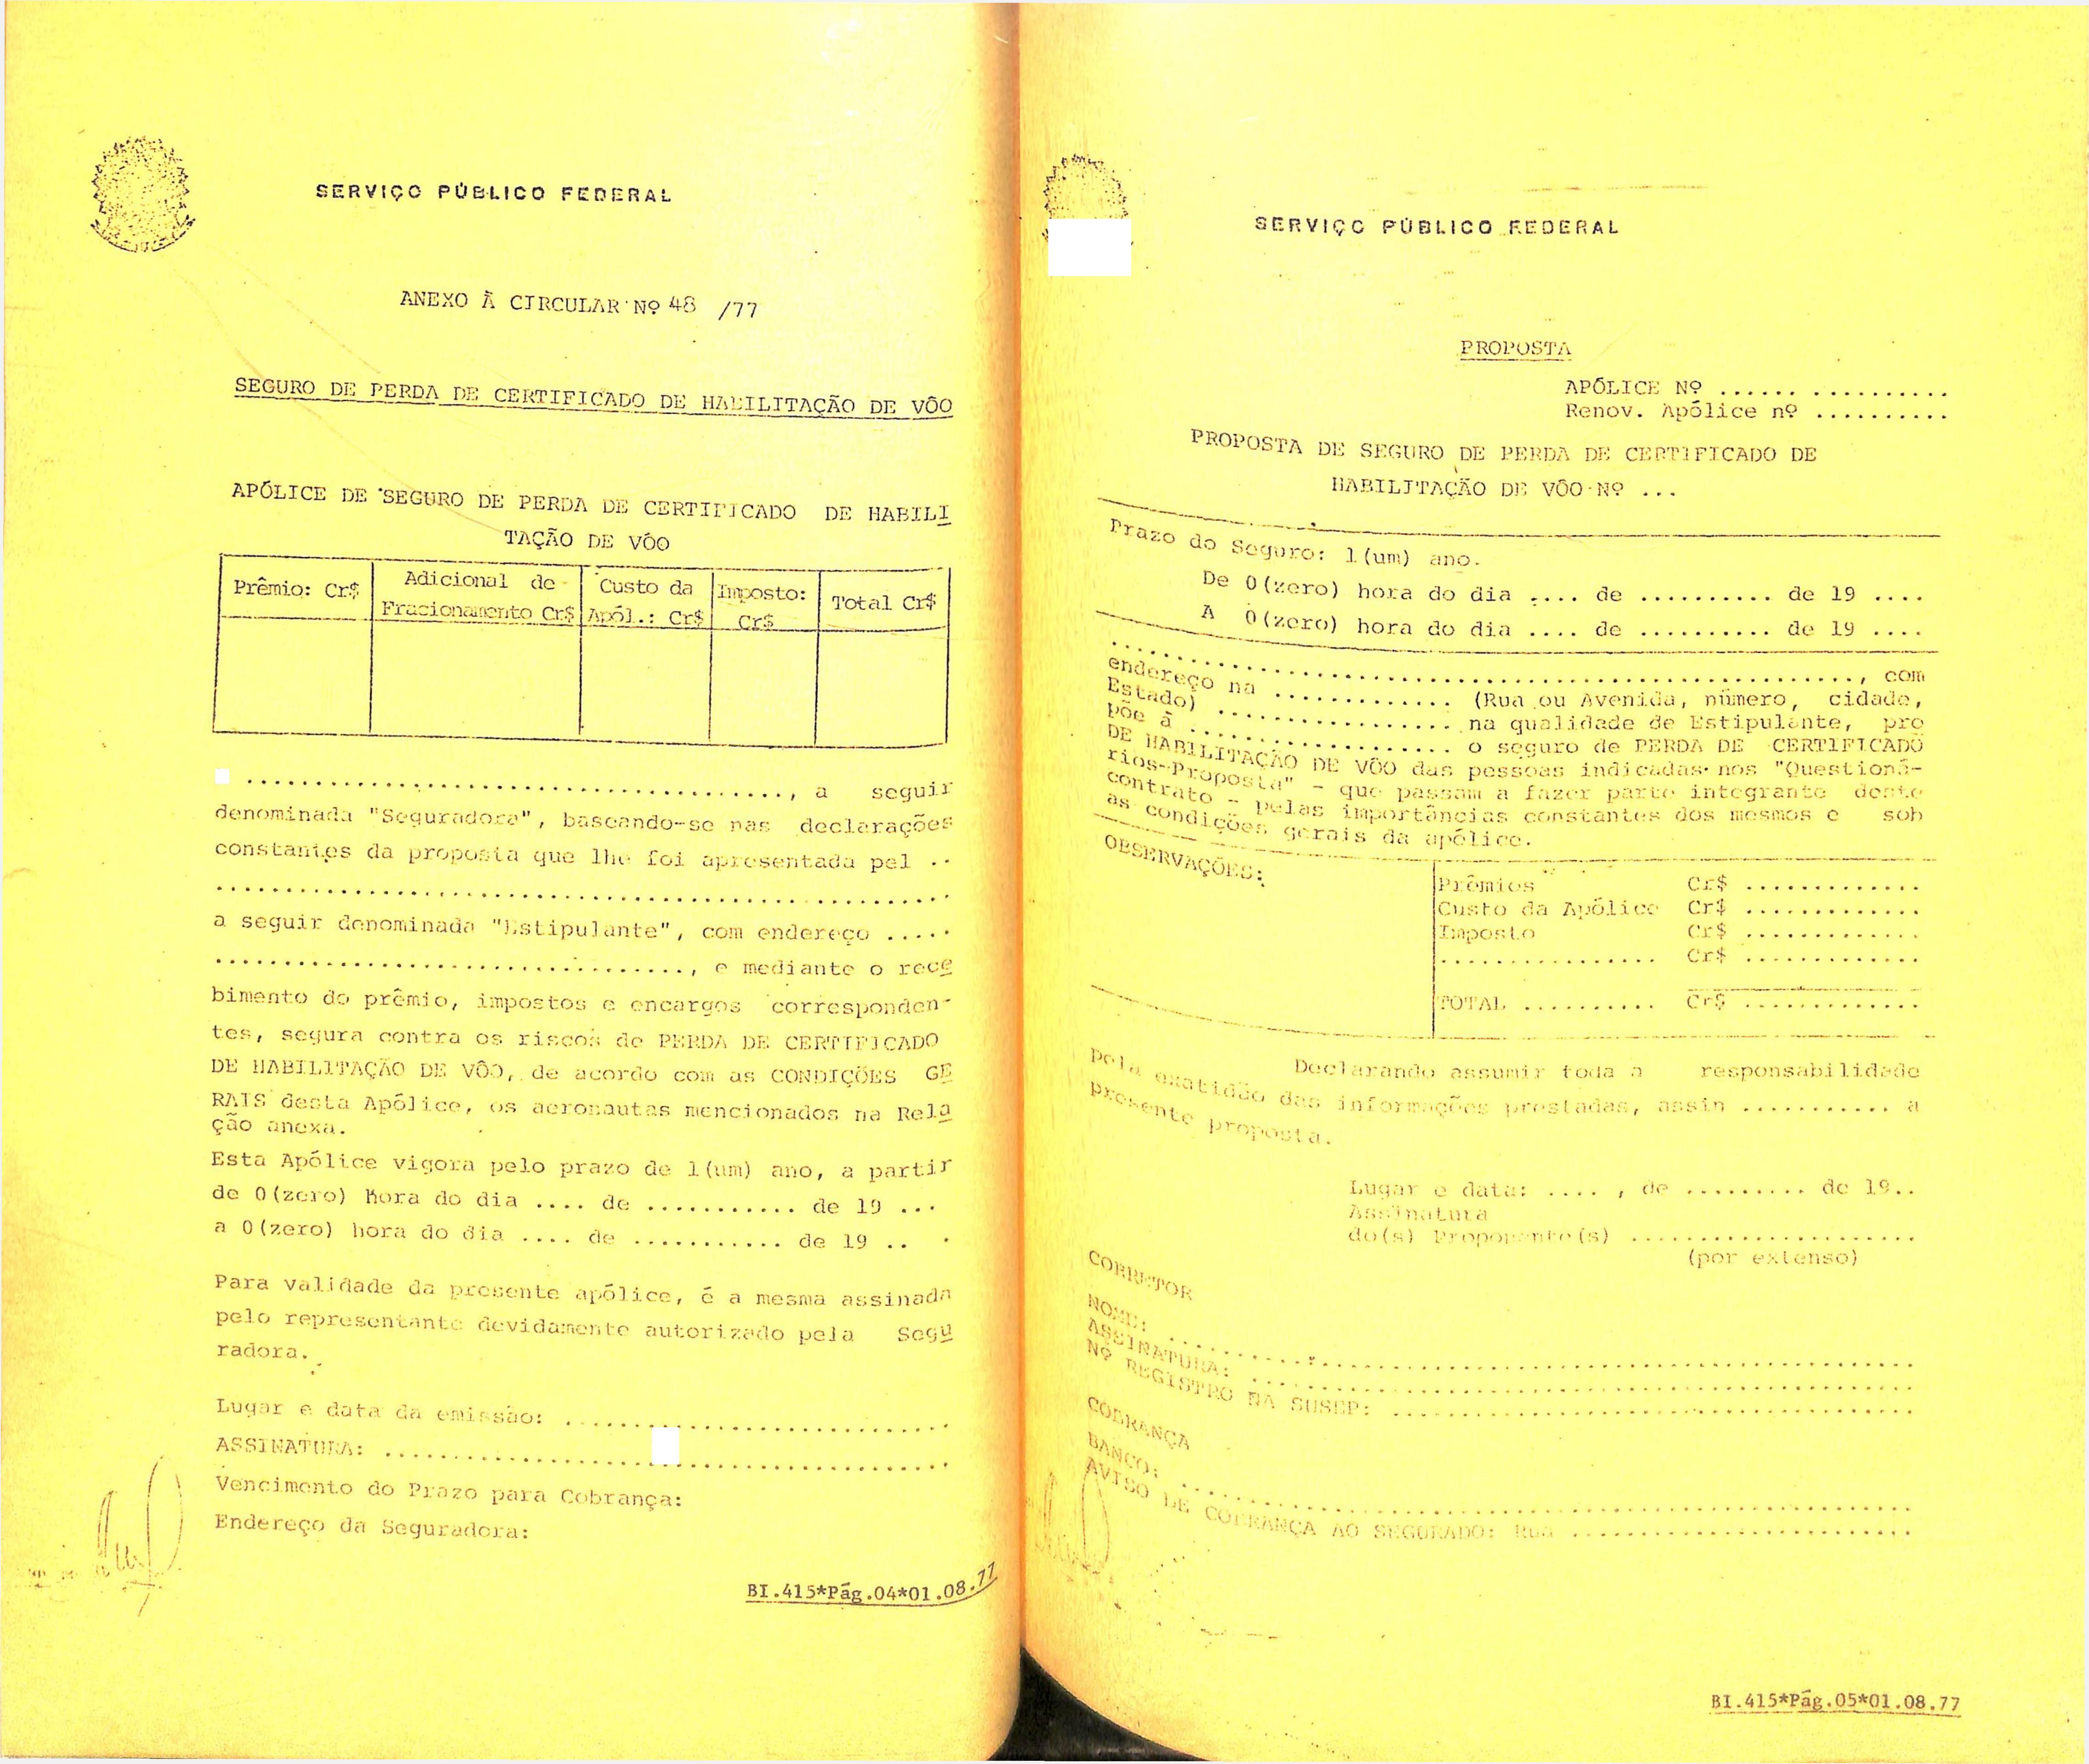 SERVIÇO PÚBLICO FEDERAL
ANEXO À CIRCULAR Nº 48 /77
SEGURO DE PERDA DE CERTIFICADO DE HABILITAÇÃO DE VÔO
APÓLICE DE SEGURO DE PERDA DE CERTIFICADO DE HABILI
TAÇÃO DE VÔO
Prêmio: Cr$
Adicional de
Fracionamento Cr$
Custo da
Apól.: Cr$
Imposto:
Cr$
Total Cr$
......................................., a seguir
denominada "Seguradora", baseando-se nas declarações
constantes da proposta que lhe foi apresentada pel ..
......................................................
a seguir denominada "Estipulante", com endereço .....
..................................., e mediante o rece
bimento do prêmio, impostos e encargos corresponden-
tes, segura contra os riscos de PERDA DE CERTIFICADO
DE HABILITAÇÃO DE VÔO, de acordo com as CONDIÇÕES GE
RAIS desta Apólice, os aeronautas mencionados na Rela
ção anexa.
Esta Apólice vigora pelo prazo de 1(um) ano, a partir
de 0(zero) hora do dia .... de ........... de 19 ...
a 0(zero) hora do dia .... de ........... de 19 .. .
Para validade da presente apólice, é a mesma assinada
pelo representante devidamente autorizado pela Segu
radora.
Lugar e data da emissão: ............................
ASSINATURA: .........................................
Vencimento do Prazo para Cobrança:
Endereço da Seguradora:
BI.415*Pág.04*01.08.77
SERVIÇO PÚBLICO FEDERAL
PROPOSTA
APÓLICE Nº ...... ..........
Renov. Apólice nº ..........
PROPOSTA DE SEGURO DE PERDA DE CERTIFICADO DE
HABILITAÇÃO DE VÔO Nº ...
Prazo do Seguro: 1(um) ano.
De 0(zero) hora do dia .... de .......... de 19 ....
A 0(zero) hora do dia .... de .......... de 19 ....
......................................................, com
endereço na ............. (Rua ou Avenida, número, cidade,
Estado) .................. na qualidade de Estipulante, pro
põe à .................... o seguro de PERDA DE CERTIFICADO
DE HABILITAÇÃO DE VÔO das pessoas indicadas nos "Questioná-
rios-Proposta" - que passam a fazer parte integrante deste
contrato - pelas importâncias constantes dos mesmos e sob
as condições gerais da apólice.
OBSERVAÇÕES:
Prêmios Cr$ .............
Custo da Apólice Cr$ .............
Imposto Cr$ .............
................ Cr$ .............
TOTAL .......... Cr$ .............
Declarando assumir toda a responsabilidade
pela exatidão das informações prestadas, assin ........... a
presente proposta.
Lugar e data: .... , de ......... de 19..
Assinatura
do(s) Proponente(s) .....................
(por extenso)
CORRETOR
NOME: ......................................................
ASSINATURA: ................................................
Nº REGISTRO NA SUSEP: ......................................
COBRANÇA
BANCO: .....................................................
AVISO DE COBRANÇA AO SEGURADO: Rua .........................
BI.415*Pág.05*01.08.77